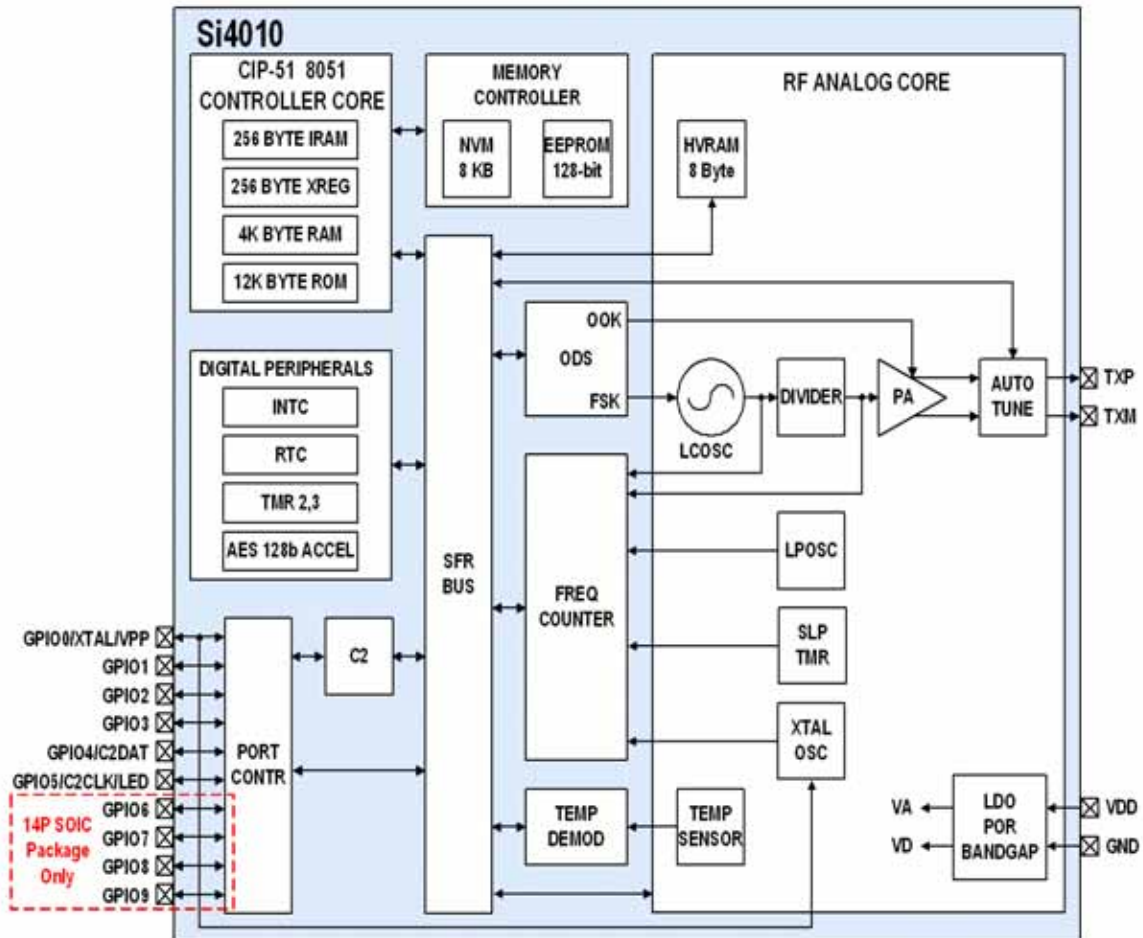 Si4010
CIP-51 8051
CONTROLLER CORE
256 BYTE IRAM
256 BYTE XREG
4K BYTE RAM
12K BYTE ROM
MEMORY
CONTROLLER
NVM
8 KB
EEPROM
128-bit
RF ANALOG CORE
HVRAM
8 Byte
DIGITAL PERIPHERALS
INTC
RTC
TMR 2,3
AES 128b ACCEL
SFR
BUS
OOK
ODS
FSK
LCOSC
DIVIDER
PA
AUTO
TUNE
TXP
TXM
FREQ
COUNTER
LPOSC
SLP
TMR
XTAL
OSC
GPIO0/XTAL/VPP
GPIO1
GPIO2
GPIO3
GPIO4/C2DAT
GPIO5/C2CLK/LED
GPIO6
GPIO7
GPIO8
GPIO9
14P SOIC
Package
Only
PORT
CONTR
C2
TEMP
DEMOD
TEMP
SENSOR
VA
VD
LDO
POR
BANDGAP
VDD
GND